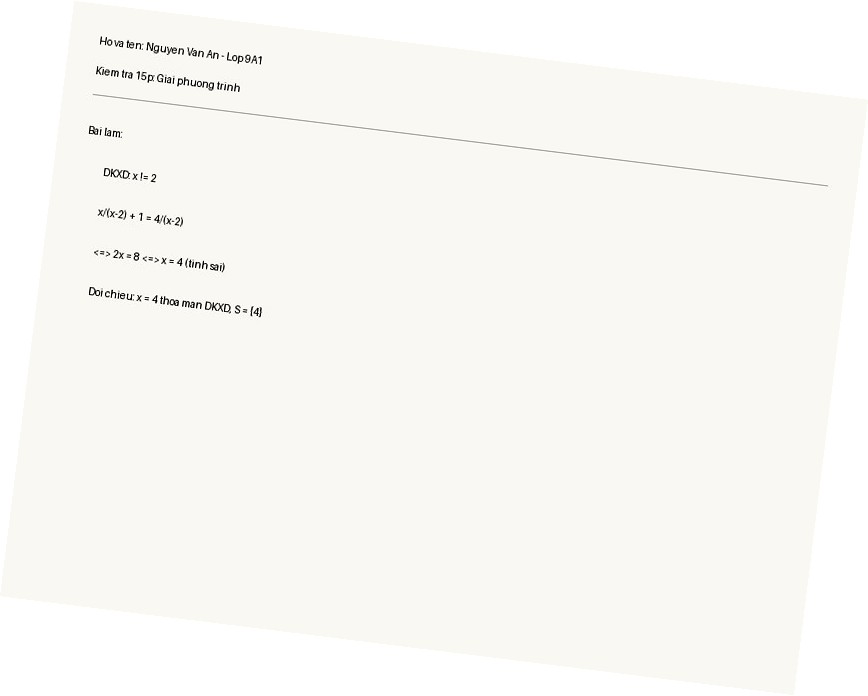 Ho va ten: Nguyen Van An - Lop 9A1
Kiem tra 15p: Giai phuong trinh
Bai lam:
DKXD: x != 2
x/(x-2) + 1 = 4/(x-2)
<=> 2x = 8 <=> x = 4 (tinh sai)
Doi chieu: x = 4 thoa man DKXD, S = {4}